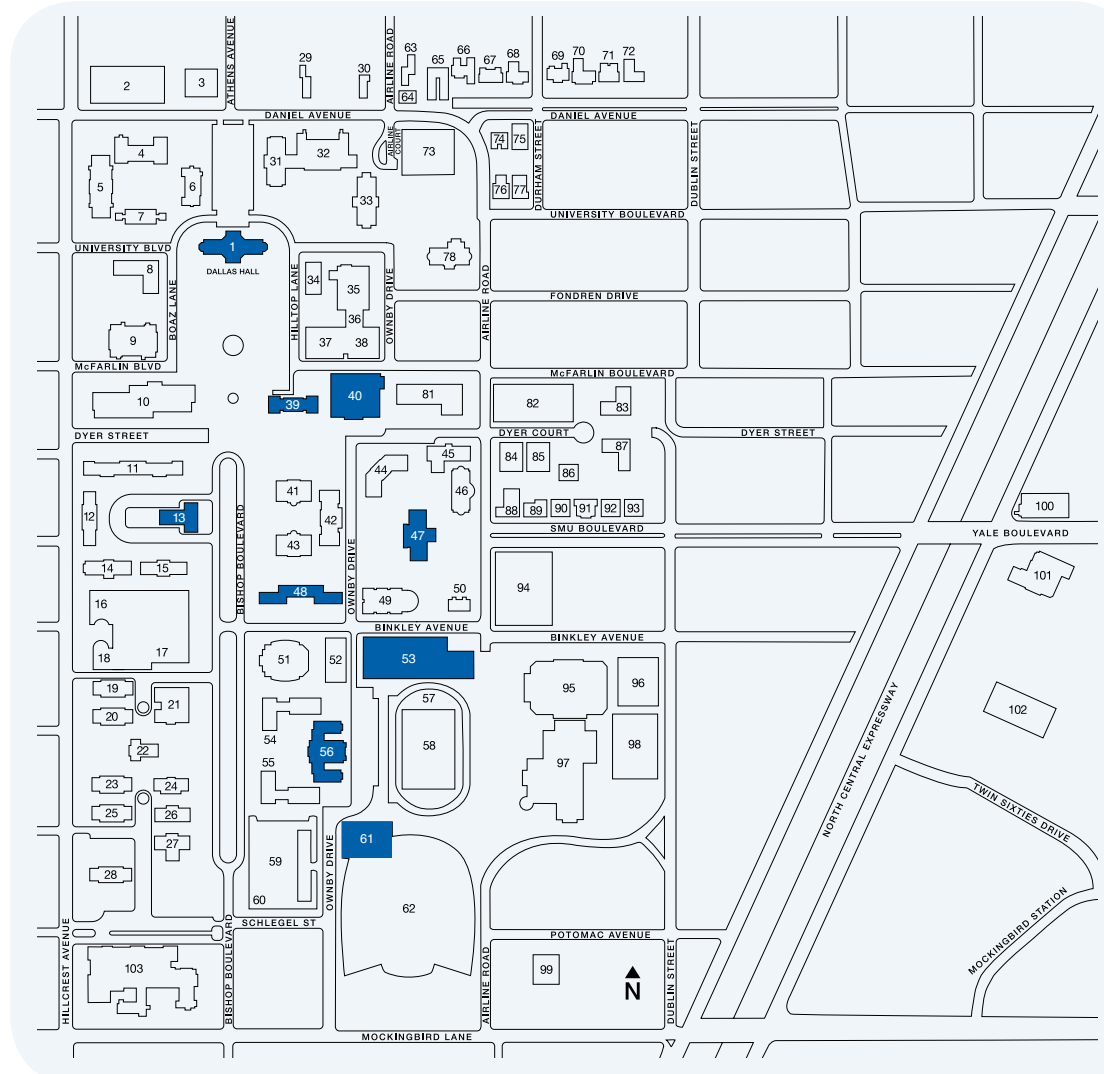 ATHENS AVENUE
AIRLINE ROAD
2
3
29
30
63
64
65
66
67
68
69
70
71
72
DANIEL AVENUE
DANIEL AVENUE
4
5
6
7
31
32
33
AIRLINE COURT
73
74
75
76
77
DURHAM STREET
DUBLIN STREET
UNIVERSITY BOULEVARD
UNIVERSITY BLVD
1
DALLAS HALL
78
8
9
BOAZ LANE
HILLTOP LANE
34
35
36
37
38
OWNBY DRIVE
AIRLINE ROAD
FONDREN DRIVE
McFARLIN BLVD
McFARLIN BOULEVARD
10
39
40
81
82
83
DYER STREET
DYER COURT
DYER STREET
11
12
13
14
15
41
42
43
44
45
46
47
48
49
50
84
85
86
87
88
89
90
91
92
93
SMU BOULEVARD
YALE BOULEVARD
100
101
BISHOP BOULEVARD
OWNBY DRIVE
94
16
17
18
BINKLEY AVENUE
BINKLEY AVENUE
51
52
53
19
20
21
22
23
24
25
26
27
28
54
55
56
57
58
95
96
97
98
102
NORTH CENTRAL EXPRESSWAY
TWIN SIXTIES DRIVE
MOCKINGBIRD STATION
59
60
61
62
OWNBY DRIVE
SCHLEGEL ST
POTOMAC AVENUE
HILLCREST AVENUE
BISHOP BOULEVARD
103
AIRLINE ROAD
99
N
DUBLIN STREET
MOCKINGBIRD LANE